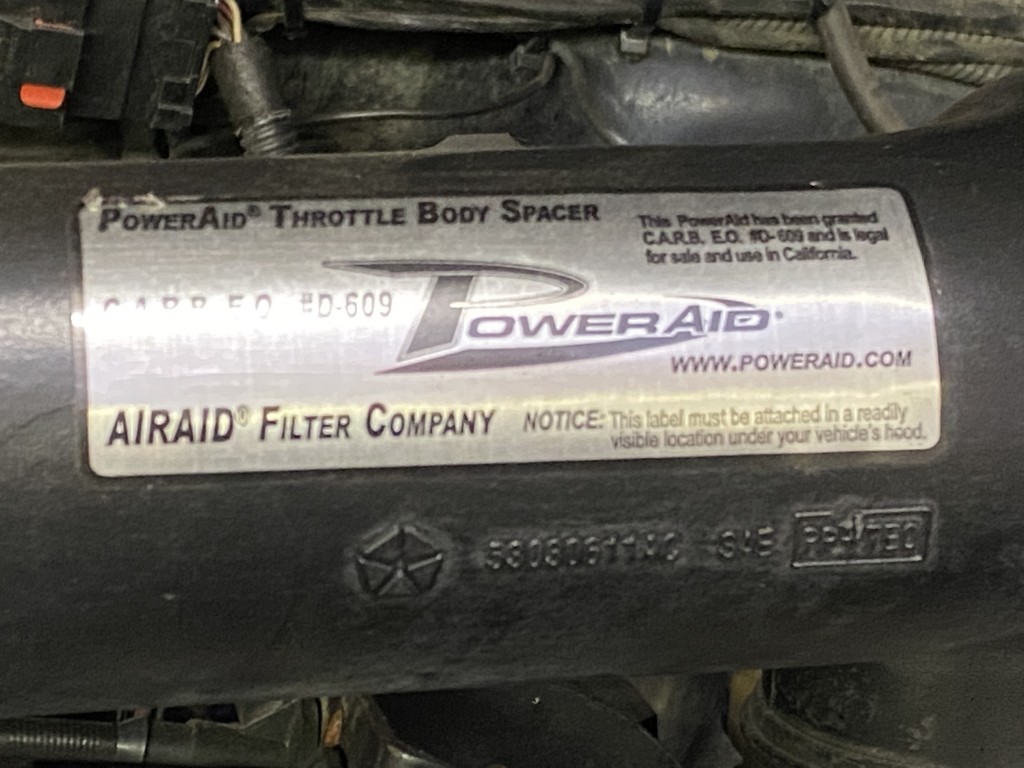 POWERAID® THROTTLE BODY SPACER
This PowerAid has been granted
C.A.R.B. E.O. #D-609 and is legal
for sale and use in California.
C.A.R.B. E.O. #D-609
POWERAID®
WWW.POWERAID.COM
AIRAID® FILTER COMPANY
NOTICE: This label must be attached in a readily
visible location under your vehicle's hood.
53030611AC SAE